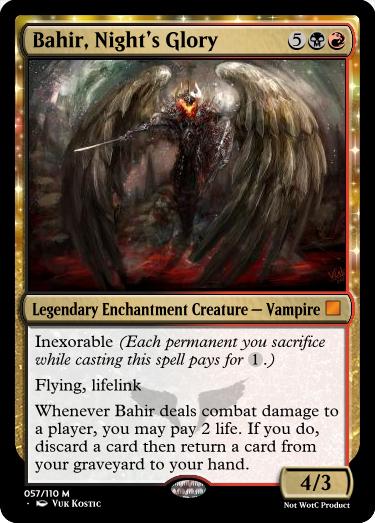 Bahir, Night's Glory 5
Legendary Enchantment Creature — Vampire
Inexorable (Each permanent you sacrifice
while casting this spell pays for 1.)
Flying, lifelink
Whenever Bahir deals combat damage to
a player, you may pay 2 life. If you do,
discard a card then return a card from
your graveyard to your hand.
4/3
057/110 M
· Vuk Kostic
Not WotC Product